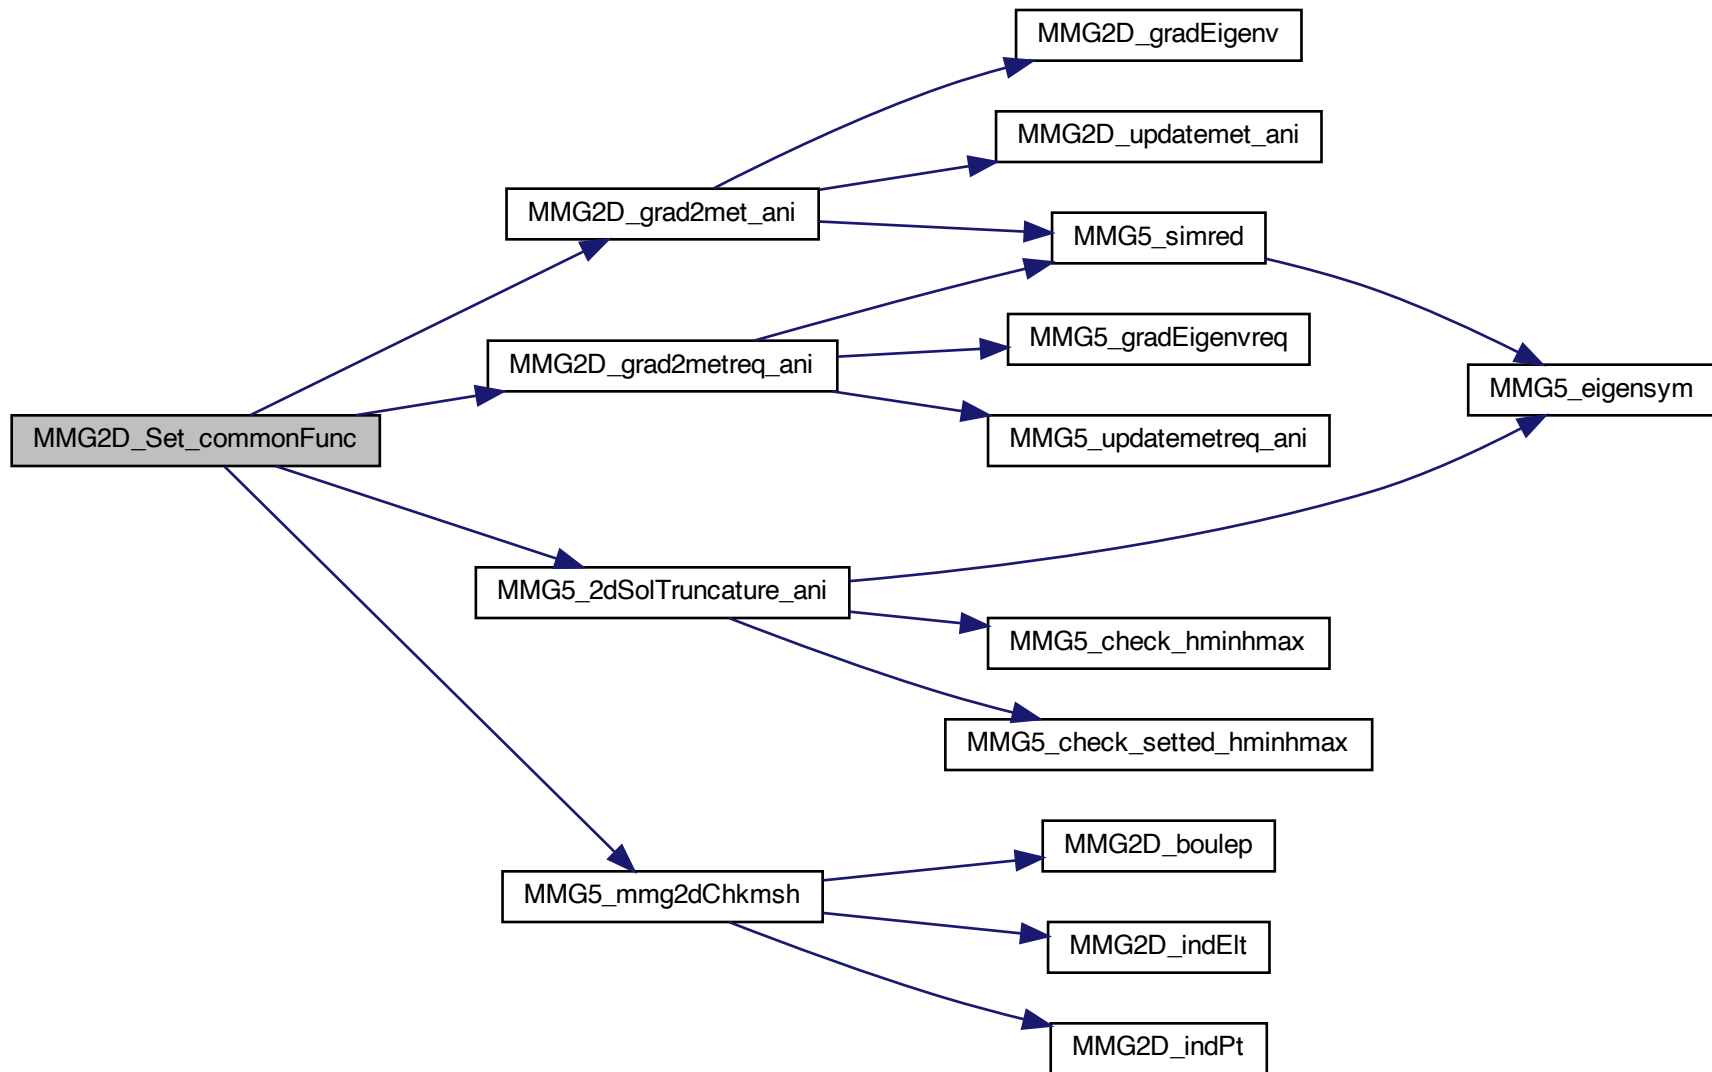 MMG2D_gradEigenv
MMG2D_updatemet_ani
MMG2D_grad2met_ani
MMG5_simred
MMG5_gradEigenvreq
MMG2D_grad2metreq_ani
MMG5_eigensym
MMG2D_Set_commonFunc
MMG5_updatemetreq_ani
MMG5_2dSolTruncature_ani
MMG5_check_hminhmax
MMG5_check_setted_hminhmax
MMG2D_boulep
MMG5_mmg2dChkmsh
MMG2D_indElt
MMG2D_indPt